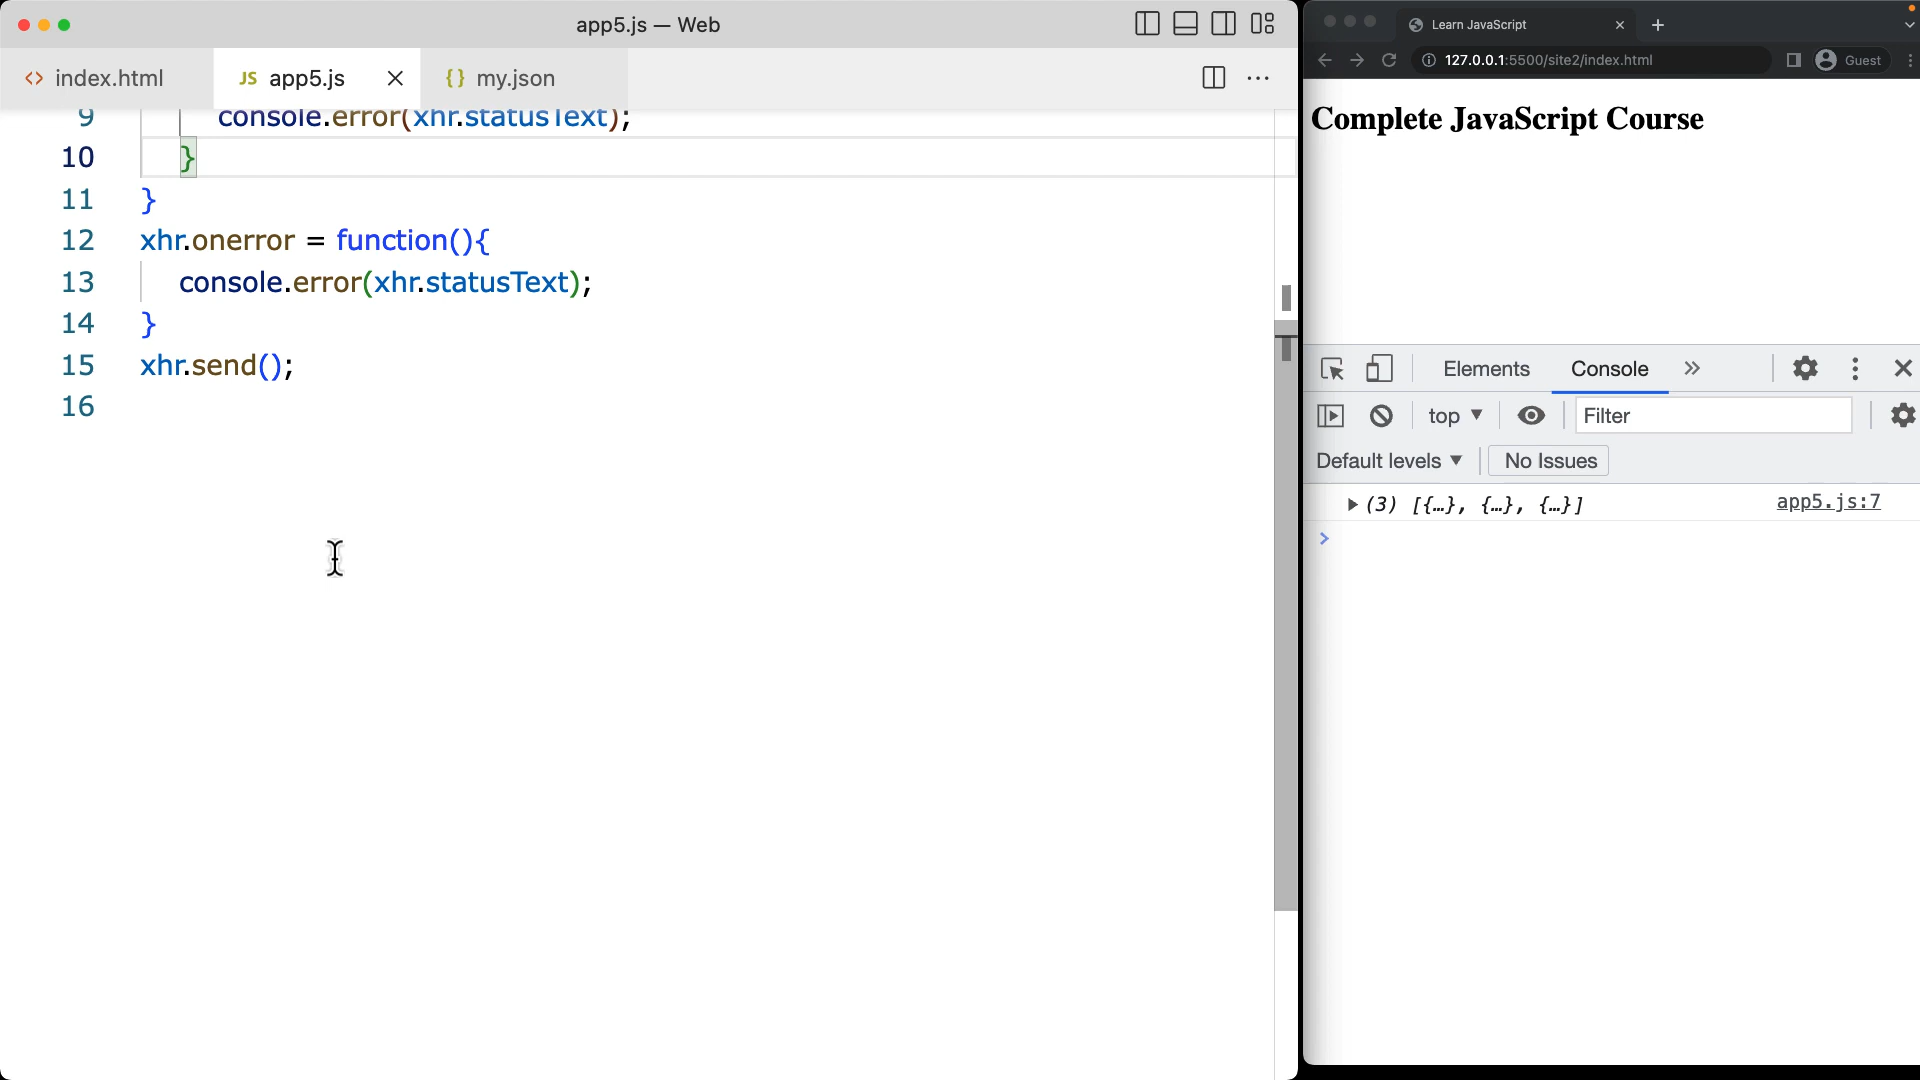 app5.js — Web
<> index.html
JS app5.js
{} my.json
9 console.error(xhr.statusText);
10 }
11 }
12 xhr.onerror = function(){
13 console.error(xhr.statusText);
14 }
15 xhr.send();
16
Learn JavaScript
127.0.0.1:5500/site2/index.html
Guest
Complete JavaScript Course
Elements
Console
top
Filter
Default levels
No Issues
(3) [{…}, {…}, {…}]
app5.js:7